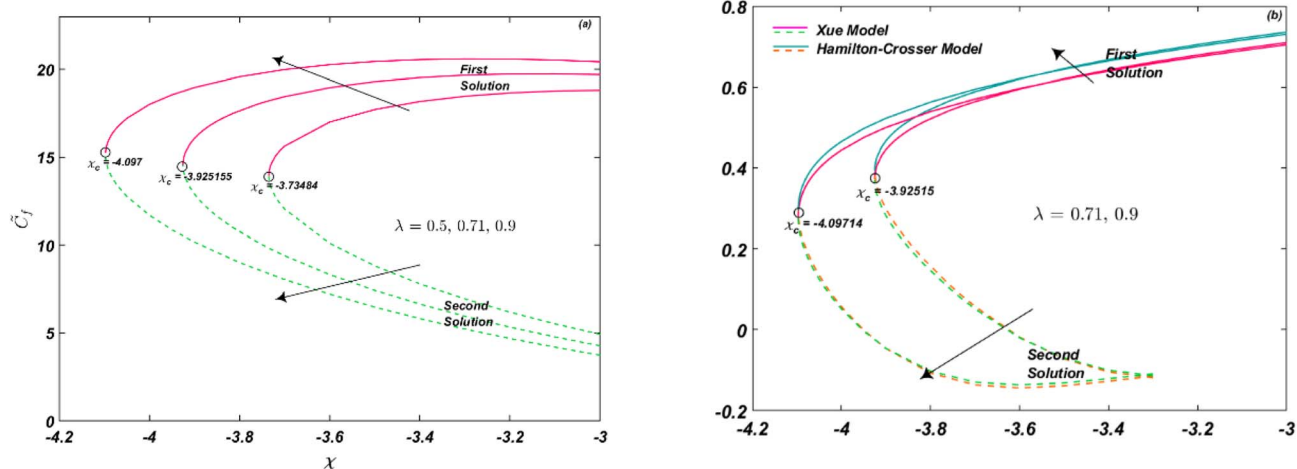 (a)
20
15
10
5
0
C̃f
First
Solution
χc = -4.097
χc = -3.925155
χc = -3.73484
λ = 0.5, 0.71, 0.9
Second
Solution
-4.2 -4 -3.8 -3.6 -3.4 -3.2 -3
χ
(b)
0.8
0.6
0.4
0.2
0
-0.2
Xue Model
Hamilton-Crosser Model
First
Solution
χc = -3.92515
χc = -4.09714
λ = 0.71, 0.9
Second
Solution
-4.2 -4 -3.8 -3.6 -3.4 -3.2 -3